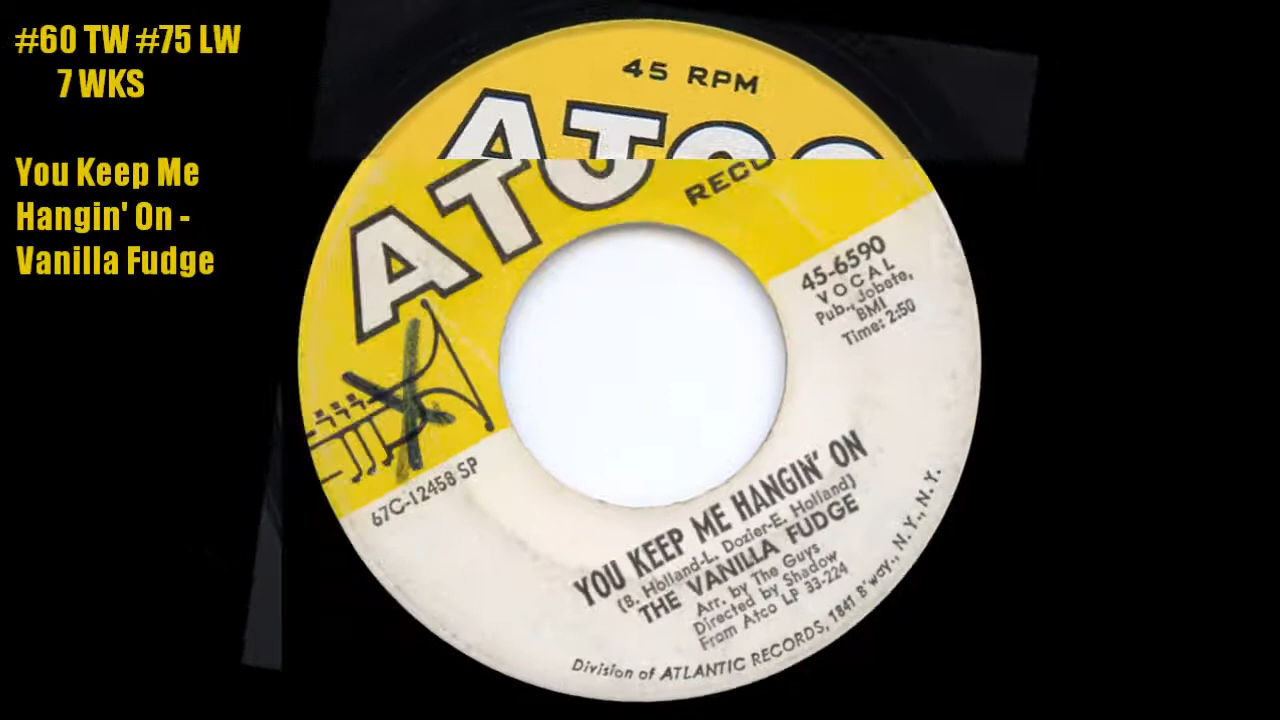 #60 TW #75 LW
7 WKS
You Keep Me
Hangin' On -
Vanilla Fudge
45 RPM
ATCO
RECO
45-6590
VOCAL
Pub., Jobete,
BMI
Time: 2:50
67C-12458 SP
YOU KEEP ME HANGIN' ON
(B. Holland-L. Dozier-E. Holland)
THE VANILLA FUDGE
Arr. by The Guys
Directed by Shadow
From Atco LP 33-224
Division of ATLANTIC RECORDS, 1841 B'way., N. Y., N. Y.